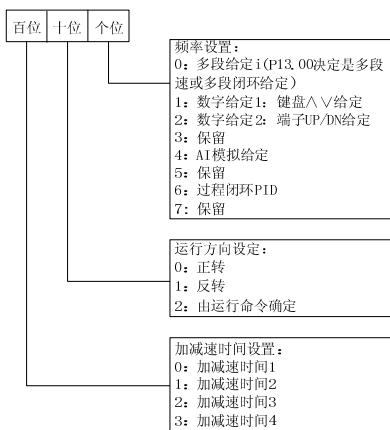 百位 十位 个位
频率设置：
0：多段给定i(P13.00决定是多段
速或多段闭环给定）
1：数字给定1：键盘∧∨给定
2：数字给定2：端子UP/DN给定
3：保留
4：AI模拟给定
5：保留
6：过程闭环PID
7：保留
运行方向设定：
0：正转
1：反转
2：由运行命令确定
加减速时间设置：
0：加减速时间1
1：加减速时间2
2：加减速时间3
3：加减速时间4